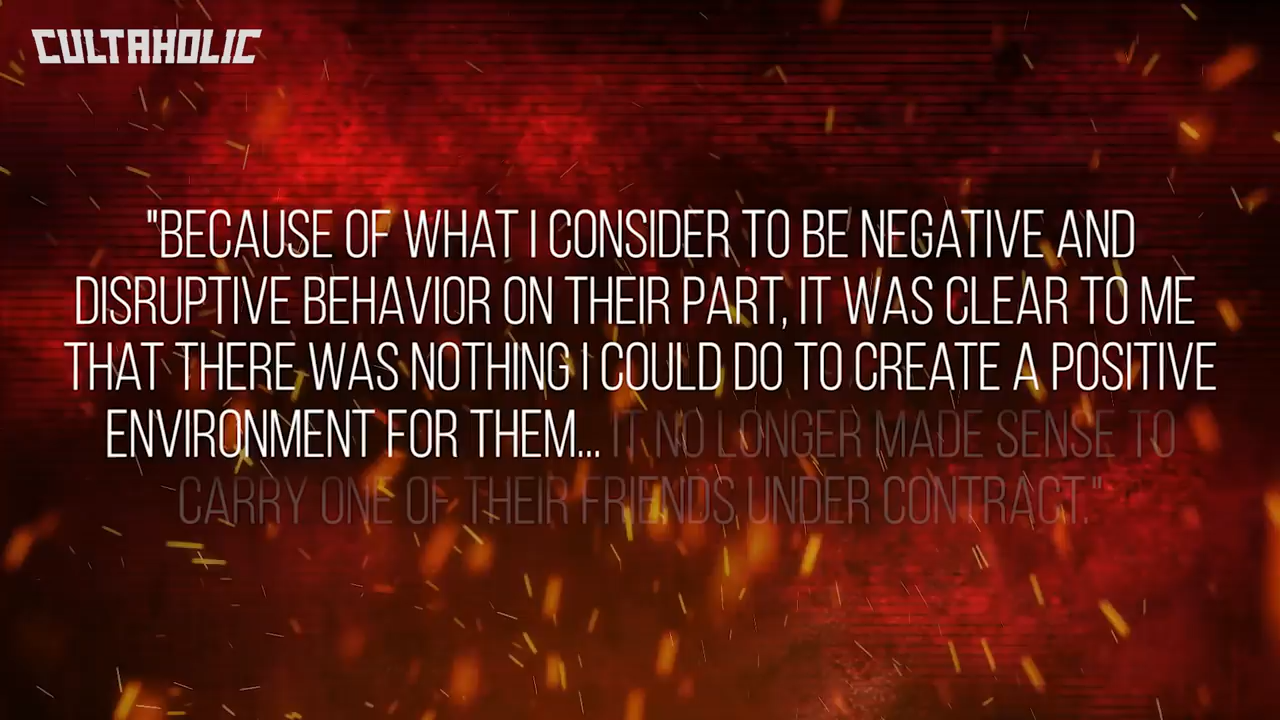 CULTAHOLIC
"BECAUSE OF WHAT I CONSIDER TO BE NEGATIVE AND
DISRUPTIVE BEHAVIOR ON THEIR PART, IT WAS CLEAR TO ME
THAT THERE WAS NOTHING I COULD DO TO CREATE A POSITIVE
ENVIRONMENT FOR THEM... IT NO LONGER MADE SENSE TO
CARRY ONE OF THEIR FRIENDS UNDER CONTRACT."